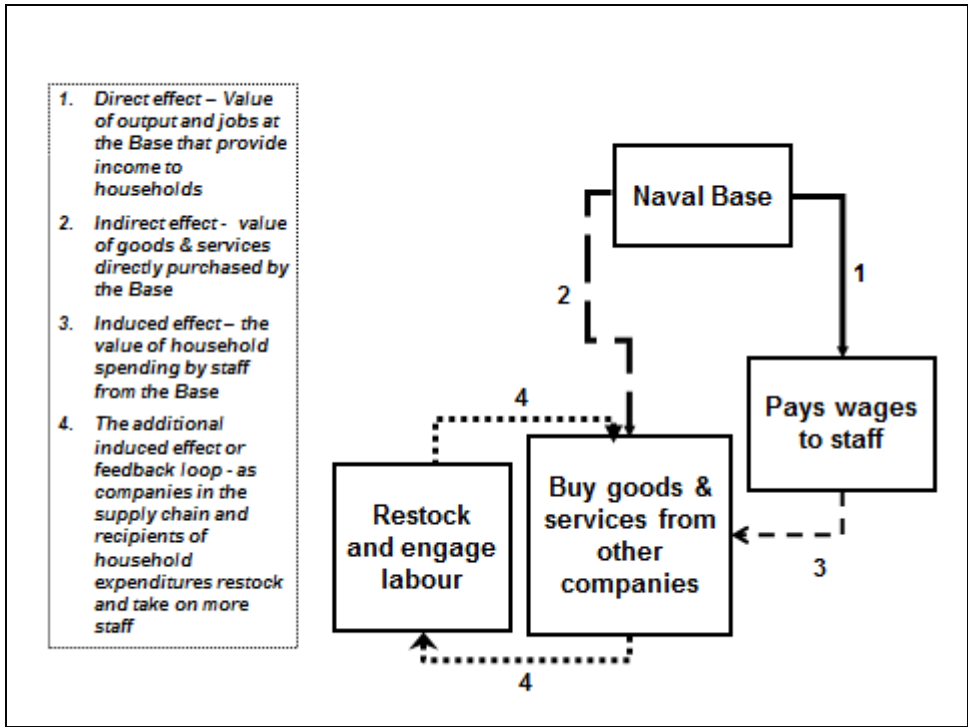 1. Direct effect – Value
of output and jobs at
the Base that provide
income to
households
2. Indirect effect - value
of goods & services
directly purchased by
the Base
3. Induced effect – the
value of household
spending by staff
from the Base
4. The additional
induced effect or
feedback loop - as
companies in the
supply chain and
recipients of
household
expenditures restock
and take on more
staff
Naval Base
1
2
Pays wages
to staff
4
Buy goods &
services from
other
companies
Restock
and engage
labour
3
4